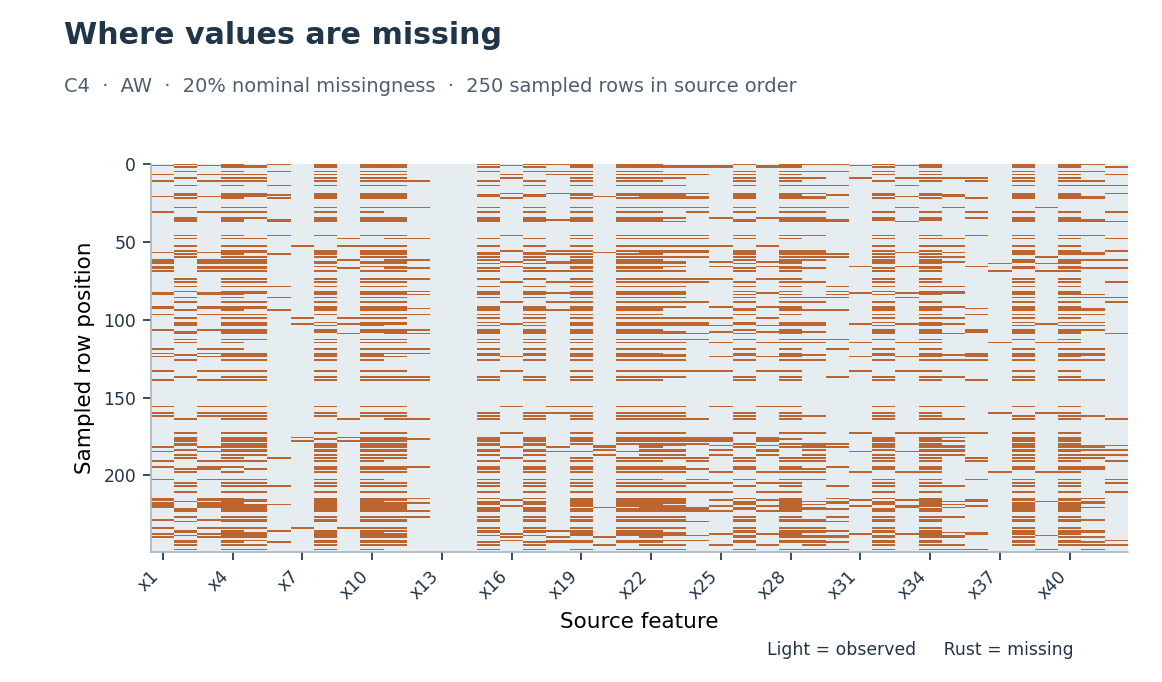 Where values are missing
C4 · AW · 20% nominal missingness · 250 sampled rows in source order
0
50
100
150
200
Sampled row position
x1 x4 x7 x10 x13 x16 x19 x22 x25 x28 x31 x34 x37 x40
Source feature
Light = observed Rust = missing